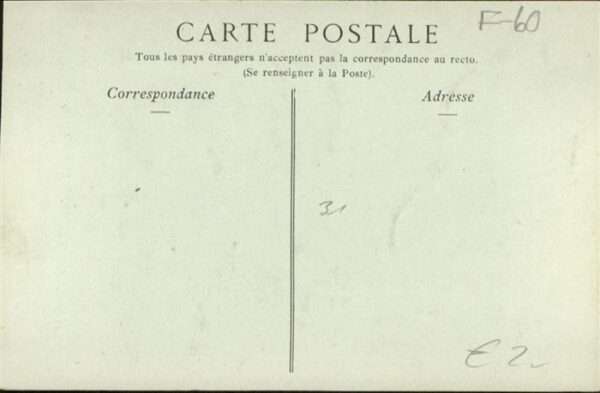 F-60
CARTE POSTALE
Tous les pays étrangers n'acceptent pas la correspondance au recto.
(Se renseigner à la Poste).
Correspondance
Adresse
31
€ 2,